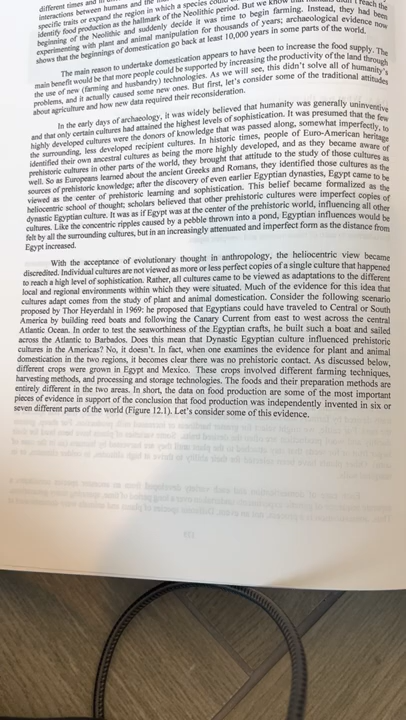 different times and in
reach the
interactions between humans and the
specific traits or expand the region in which a species could
identify food production as the hallmark of the Neolithic period. But we know
beginning of the Neolithic and suddenly decide it was time to begin farming. Instead, they had been
experimenting with plant and animal manipulation for thousands of years; archaeological evidence now
shows that the beginnings of domestication go back at least 10,000 years in some parts of the world.
The main reason to undertake domestication appears to have been to increase the food supply. The
main benefit would be that more people could be supported by increasing the productivity of the land through
the use of new (farming and husbandry) technologies. As we will see, this didn't solve all of humanity's
problems, and it actually caused some new ones. But first, let's consider some of the traditional attitudes
about agriculture and how new data required their reconsideration.
In the early days of archaeology, it was widely believed that humanity was generally uninventive
and that only certain cultures had attained the highest levels of sophistication. It was presumed that the few
highly developed cultures were the donors of knowledge that was passed along, somewhat imperfectly, to
the surrounding, less developed recipient cultures. In historic times, people of Euro-American heritage
identified their own ancestral cultures as being the more highly developed, and as they became aware of
prehistoric cultures in other parts of the world, they brought that attitude to the study of those cultures as
well. So as Europeans learned about the ancient Greeks and Romans, they identified those cultures as the
sources of prehistoric knowledge; after the discovery of even earlier Egyptian dynasties, Egypt came to be
viewed as the center of prehistoric learning and sophistication. This belief became formalized as the
heliocentric school of thought; scholars believed that other prehistoric cultures were imperfect copies of
dynastic Egyptian culture. It was as if Egypt was at the center of the prehistoric world, influencing all other
cultures. Like the concentric ripples caused by a pebble thrown into a pond, Egyptian influences would be
felt by all the surrounding cultures, but in an increasingly attenuated and imperfect form as the distance from
Egypt increased.
With the acceptance of evolutionary thought in anthropology, the heliocentric view became
discredited. Individual cultures are not viewed as more or less perfect copies of a single culture that happened
to reach a high level of sophistication. Rather, all cultures came to be viewed as adaptations to the different
local and regional environments within which they were situated. Much of the evidence for this idea that
cultures adapt comes from the study of plant and animal domestication. Consider the following scenario
proposed by Thor Heyerdahl in 1969: he proposed that Egyptians could have traveled to Central or South
America by building reed boats and following the Canary Current from east to west across the central
Atlantic Ocean. In order to test the seaworthiness of the Egyptian crafts, he built such a boat and sailed
across the Atlantic to Barbados. Does this mean that Dynastic Egyptian culture influenced prehistoric
cultures in the Americas? No, it doesn't. In fact, when one examines the evidence for plant and animal
domestication in the two regions, it becomes clear there was no prehistoric contact. As discussed below,
different crops were grown in Egypt and Mexico. These crops involved different farming techniques,
harvesting methods, and processing and storage technologies. The foods and their preparation methods are
entirely different in the two areas. In short, the data on food production are some of the most important
pieces of evidence in support of the conclusion that food production was independently invented in six or
seven different parts of the world (Figure 12.1). Let's consider some of this evidence.